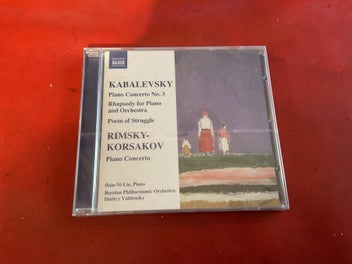 NAXOS
KABALEVSKY
Piano Concerto No. 3
Rhapsody for Piano
and Orchestra
Poem of Struggle
RIMSKY-
KORSAKOV
Piano Concerto
Hsin-Ni Liu, Piano
Russian Philharmonic Orchestra
Dmitry Yablonsky